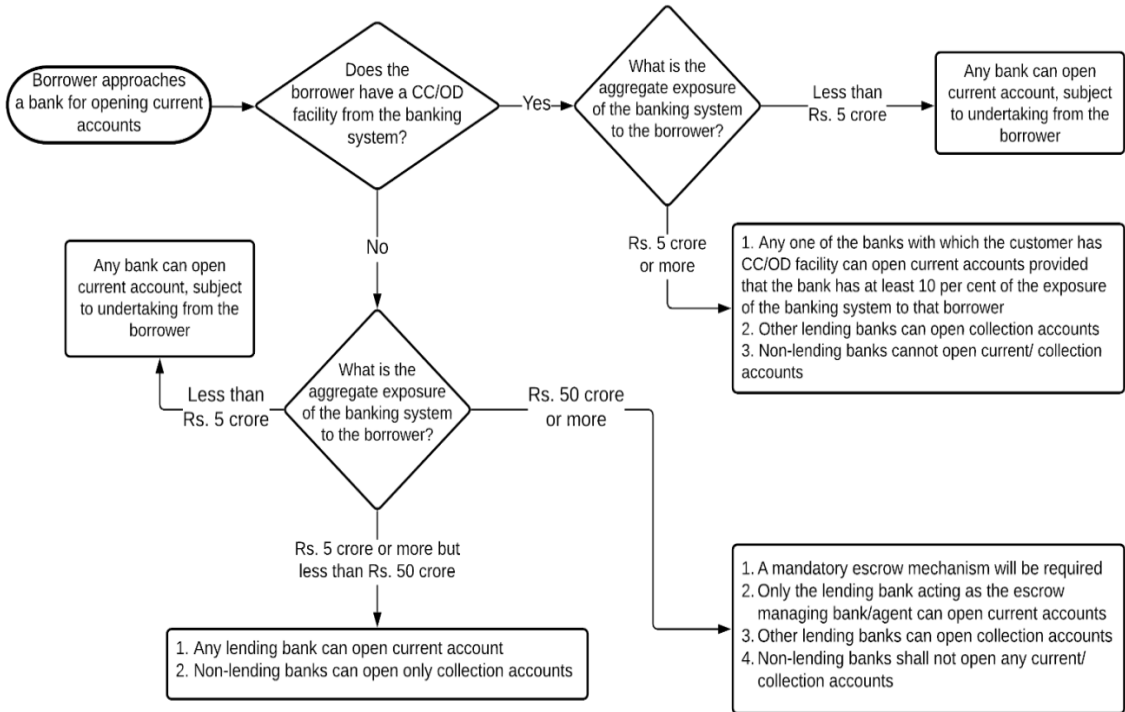 Borrower approaches
a bank for opening current
accounts
Does the
borrower have a CC/OD
facility from the banking
system?
Yes
What is the
aggregate exposure
of the banking system
to the borrower?
Less than
Rs. 5 crore
Any bank can open
current account, subject
to undertaking from the
borrower
Rs. 5 crore
or more
1. Any one of the banks with which the customer has
CC/OD facility can open current accounts provided
that the bank has at least 10 per cent of the exposure
of the banking system to that borrower
2. Other lending banks can open collection accounts
3. Non-lending banks cannot open current/ collection
accounts
No
Any bank can open
current account, subject
to undertaking from the
borrower
Less than
Rs. 5 crore
What is the
aggregate exposure
of the banking system
to the borrower?
Rs. 50 crore
or more
Rs. 5 crore or more but
less than Rs. 50 crore
1. Any lending bank can open current account
2. Non-lending banks can open only collection accounts
1. A mandatory escrow mechanism will be required
2. Only the lending bank acting as the escrow
managing bank/agent can open current accounts
3. Other lending banks can open collection accounts
4. Non-lending banks shall not open any current/
collection accounts